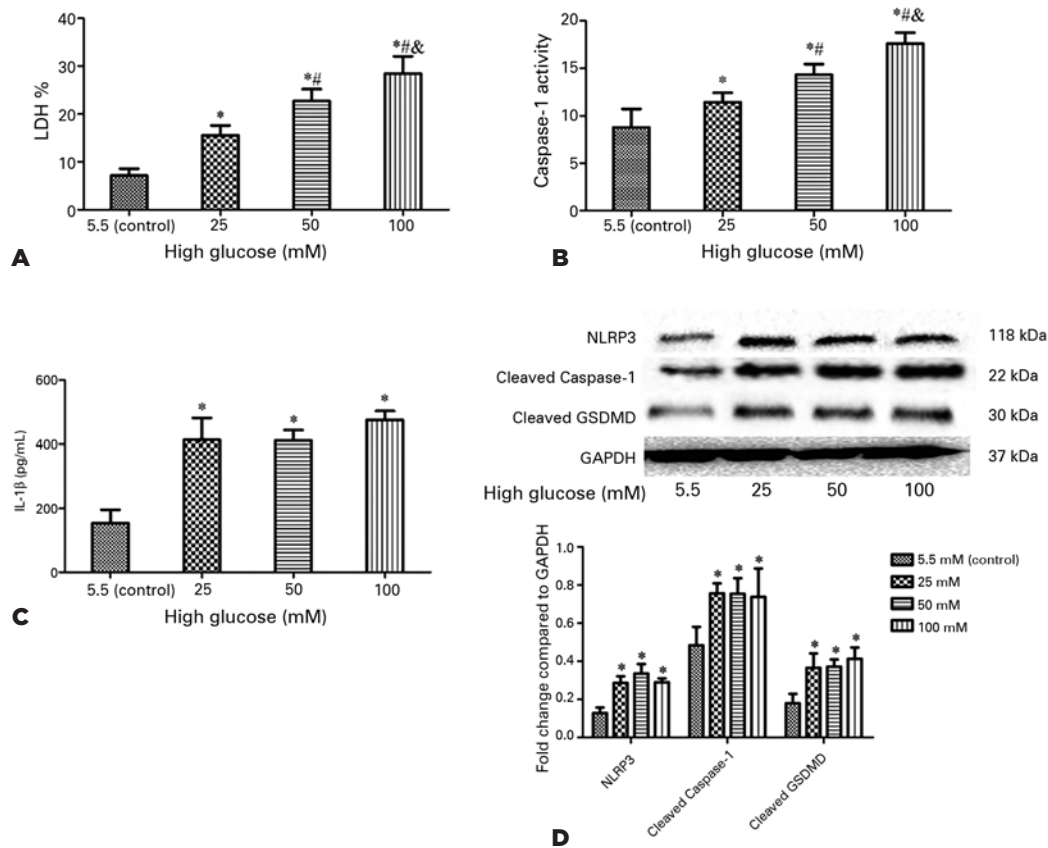 40
30
20
10
0
LDH %
*
*#
*#&
5.5 (control) 25 50 100
High glucose (mM)
A
20
15
10
5
0
Caspase-1 activity
*
*#
*#&
5.5 (control) 25 50 100
High glucose (mM)
B
600
400
200
0
IL-1β (pg/mL)
* * *
5.5 (control) 25 50 100
High glucose (mM)
C
NLRP3 118 kDa
Cleaved Caspase-1 22 kDa
Cleaved GSDMD 30 kDa
GAPDH 37 kDa
High glucose (mM) 5.5 25 50 100
1.0
0.8
0.6
0.4
0.2
0.0
Fold change compared to GAPDH
* * * * * * * * *
NLRP3
Cleaved Caspase-1
Cleaved GSDMD
5.5 mM (control)
25 mM
50 mM
100 mM
D